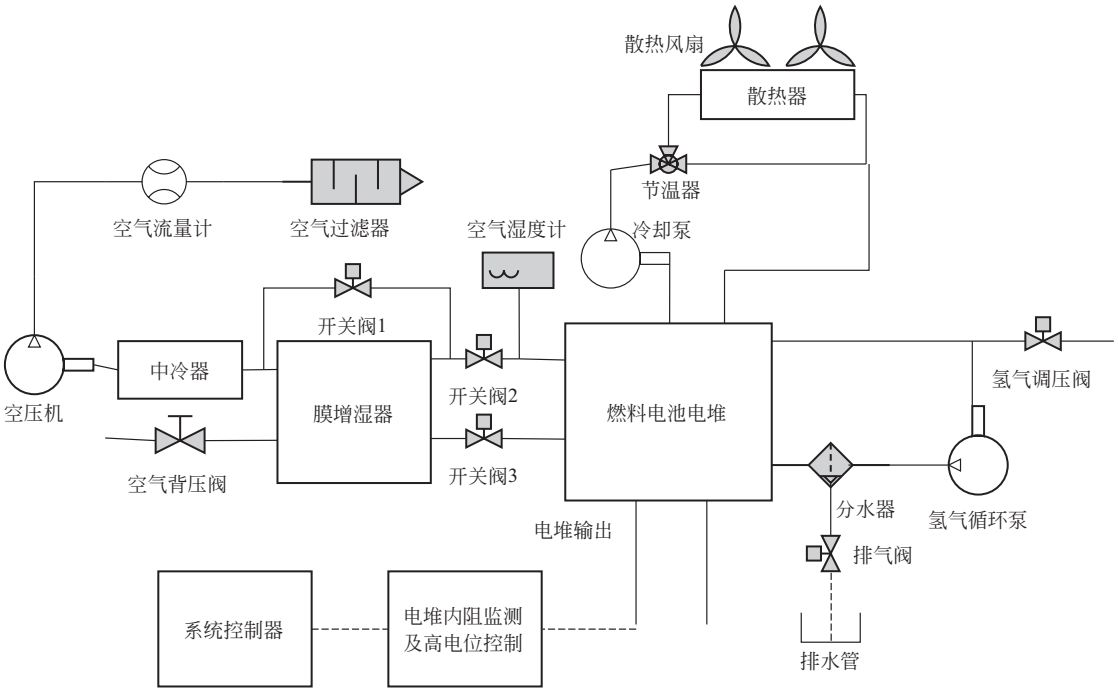 散热风扇
散热器
节温器
空气流量计
空气过滤器
空气湿度计
冷却泵
开关阀1
中冷器
开关阀2
氢气调压阀
空压机
膜增湿器
燃料电池电堆
空气背压阀
开关阀3
分水器
氢气循环泵
电堆输出
排气阀
系统控制器
电堆内阻监测
及高电位控制
排水管